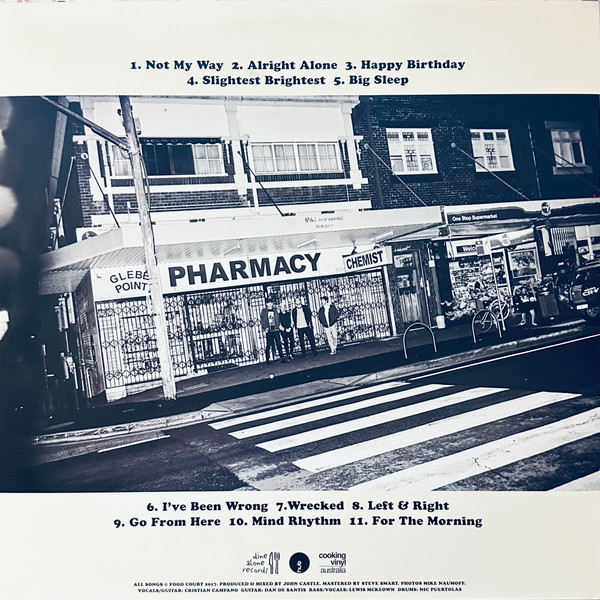 1. Not My Way 2. Alright Alone 3. Happy Birthday
4. Slightest Brightest 5. Big Sleep
One Stop Supermarket
GLEBE
POINT
PHARMACY
CHEMIST
6. I've Been Wrong 7.Wrecked 8. Left & Right
9. Go From Here 10. Mind Rhythm 11. For The Morning
dine
alone
records
cooking
vinyl
australia
ALL SONGS © FOOD COURT 2017. PRODUCED & MIXED BY JOHN CASTLE. MASTERED BY STEVE SMART. PHOTOS MIKE NAUMOFF.
VOCALS/GUITAR: CRISTIAN CAMPANO GUITAR: DAN DE SANTIS BASS/VOCALS: LEWIS MCKEOWN DRUMS: NIC PUERTOLAS